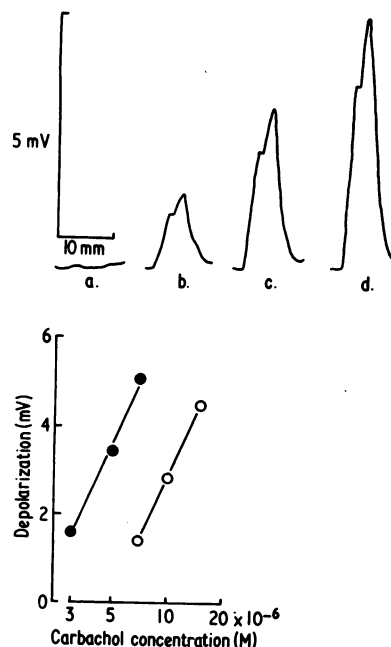 5 mV
10 mm
a. b. c. d.
6
4
2
0
Depolarization (mV)
3 5 10 20 × 10⁻⁶
Carbachol concentration (M)